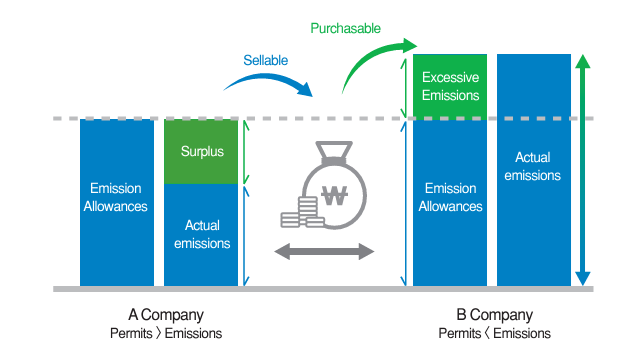 Purchasable
Sellable
Excessive
Emissions
Surplus
Emission
Allowances
Actual
emissions
₩
Emission
Allowances
Actual
emissions
A Company
Permits 〉Emissions
B Company
Permits〈 Emissions